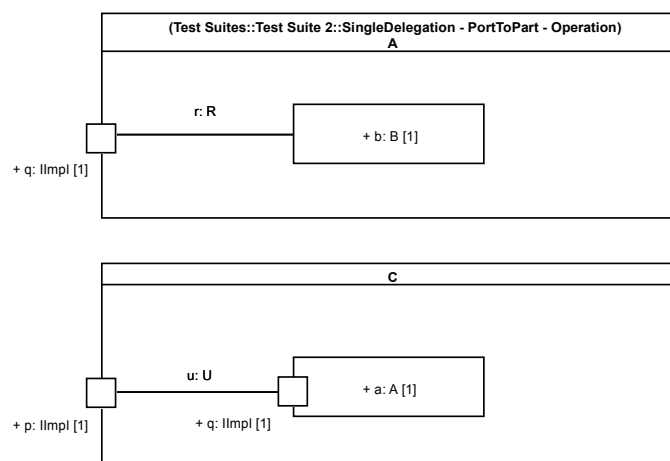 (Test Suites::Test Suite 2::SingleDelegation - PortToPart - Operation)
A
r: R
+ b: B [1]
+ q: IImpl [1]
C
u: U
+ a: A [1]
+ p: IImpl [1]
+ q: IImpl [1]